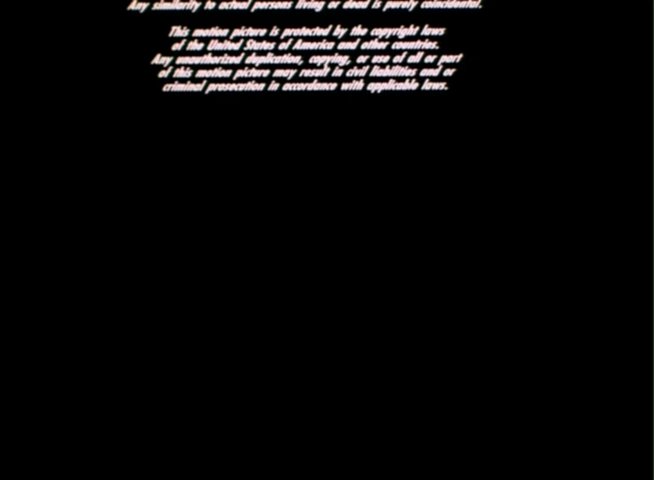 Any similarity to actual persons living or dead is purely coincidental.
This motion picture is protected by the copyright laws
of the United States of America and other countries.
Any unauthorized duplication, copying, or use of all or part
of this motion picture may result in civil liabilities and or
criminal prosecution in accordance with applicable laws.